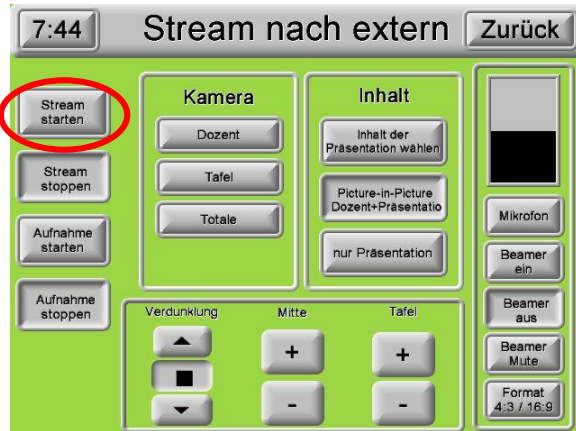 7:44
Stream nach extern
Zurück
Stream
starten
Stream
stoppen
Aufnahme
starten
Aufnahme
stoppen
Kamera
Dozent
Tafel
Totale
Inhalt
Inhalt der
Präsentation wählen
Picture-in-Picture
Dozent+Präsentatio
nur Präsentation
Verdunklung
Mitte
+
-
Tafel
+
-
Mikrofon
Beamer
ein
Beamer
aus
Beamer
Mute
Format
4:3 / 16:9